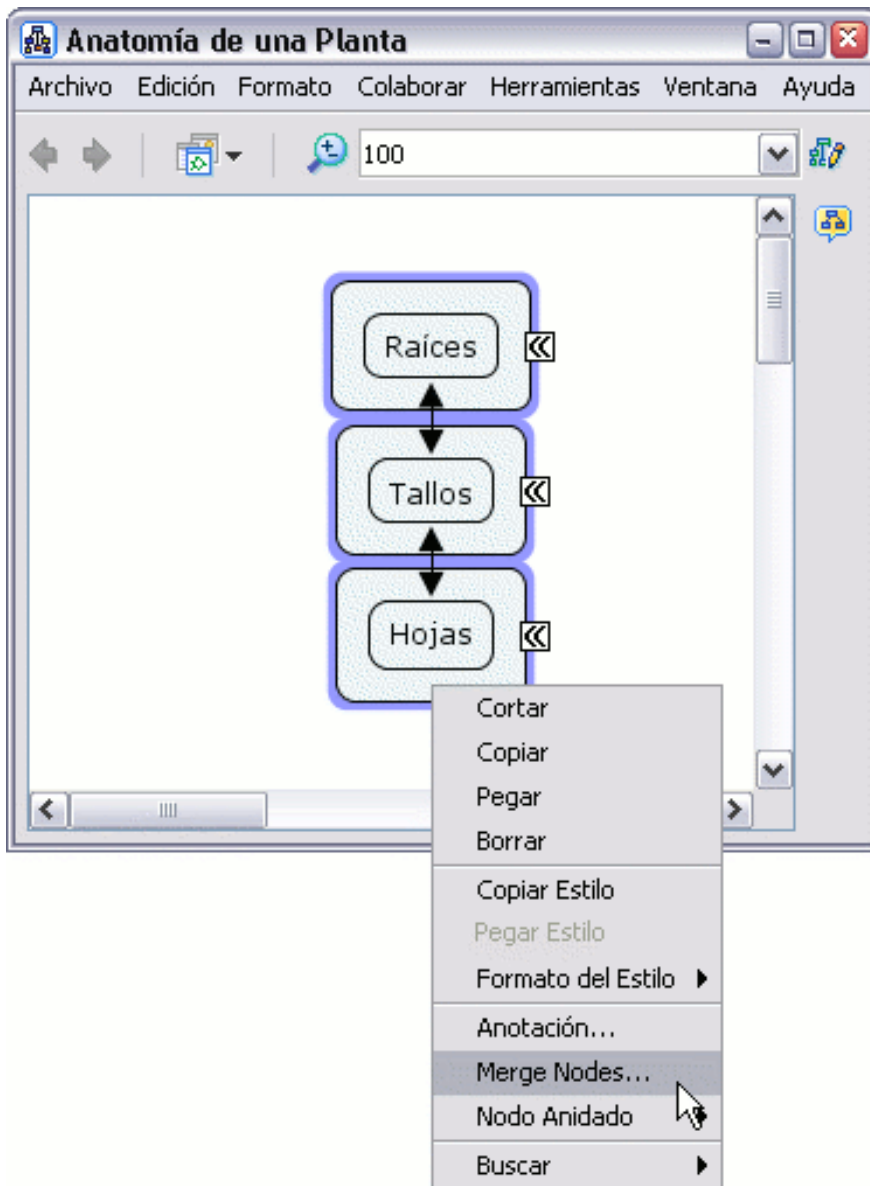 Anatomía de una Planta
Archivo Edición Formato Colaborar Herramientas Ventana Ayuda
100
Raíces
Tallos
Hojas
Cortar
Copiar
Pegar
Borrar
Copiar Estilo
Pegar Estilo
Formato del Estilo
Anotación...
Merge Nodes...
Nodo Anidado
Buscar